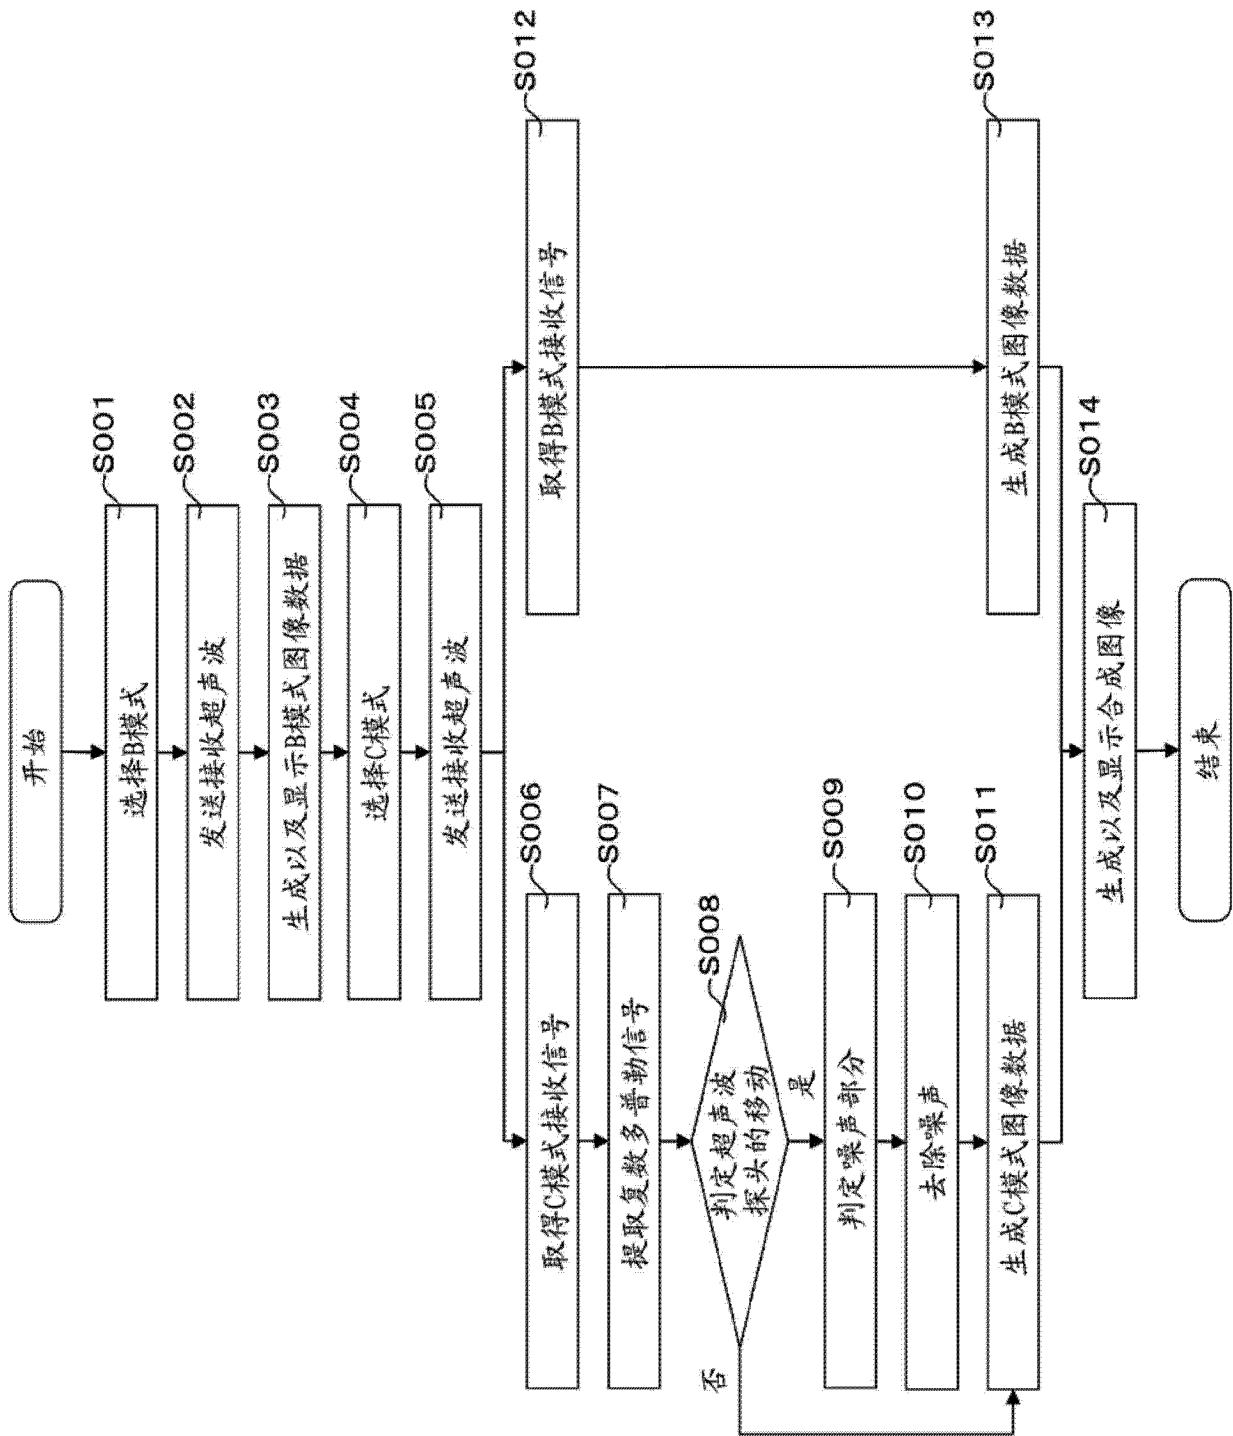 开始
S001
选择B模式
S002
发送接收超声波
S003
生成以及显示B模式图像数据
S004
选择C模式
S005
发送接收超声波
S006
取得C模式接收信号
S007
提取复数多普勒信号
S008
判定超声波
探头的移动
是
否
S009
判定噪声部分
S010
去除噪声
S011
生成C模式图像数据
S012
取得B模式接收信号
S013
生成B模式图像数据
S014
生成以及显示合成图像
结束